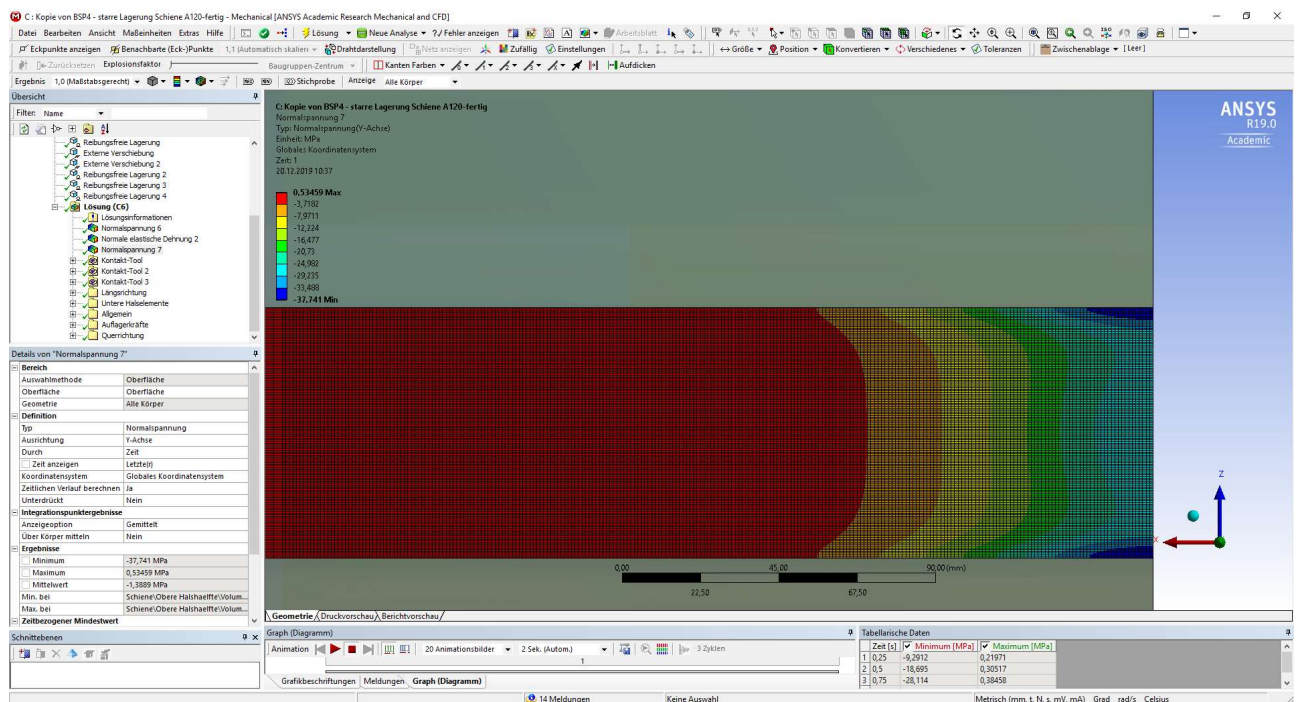 C : Kopie von BSP4 - starre Lagerung Schiene A120-fertig - Mechanical [ANSYS Academic Research Mechanical and CFD]
Datei Bearbeiten Ansicht Maßeinheiten Extras Hilfe Lösung Neue Analyse ?/ Fehler anzeigen Arbeitsblatt
Eckpunkte anzeigen Benachbarte (Eck-)Punkte 1,1 (Automatisch skalieren Drahtdarstellung Netz anzeigen Zufällig Einstellungen Größe Position Konvertieren Verschiedenes Toleranzen Zwischenablage [Leer]
Zurücksetzen Explosionsfaktor Baugruppen-Zentrum Kanten Farben Aufdicken
Ergebnis 1,0 (Maßstabsgerecht) Stichprobe Anzeige Alle Körper
Übersicht
Filter: Name
Reibungsfreie Lagerung
Externe Verschiebung
Externe Verschiebung 2
Reibungsfreie Lagerung 2
Reibungsfreie Lagerung 3
Reibungsfreie Lagerung 4
Lösung (C6)
Lösungsinformationen
Normalspannung 6
Normale elastische Dehnung 2
Normalspannung 7
Kontakt-Tool
Kontakt-Tool 2
Kontakt-Tool 3
Längsrichtung
Untere Halselemente
Allgemein
Auflagerkräfte
Querrichtung
Details von "Normalspannung 7"
Bereich
Auswahlmethode Oberfläche
Oberfläche Oberfläche
Geometrie Alle Körper
Definition
Typ Normalspannung
Ausrichtung Y-Achse
Durch Zeit
Zeit anzeigen Letzte(r)
Koordinatensystem Globales Koordinatensystem
Zeitlichen Verlauf berechnen Ja
Unterdrückt Nein
Integrationspunktergebnisse
Anzeigeoption Gemittelt
Über Körper mitteln Nein
Ergebnisse
Minimum -37,741 MPa
Maximum 0,53459 MPa
Mittelwert -1,3889 MPa
Min. bei Schiene\Obere Halshaelfte\Volum...
Max. bei Schiene\Obere Halshaelfte\Volum...
Zeitbezogener Mindestwert
Schnittebenen
C: Kopie von BSP4 - starre Lagerung Schiene A120-fertig
Normalspannung 7
Typ: Normalspannung(Y-Achse)
Einheit: MPa
Globales Koordinatensystem
Zeit: 1
20.12.2019 10:37
0,53459 Max
-3,7182
-7,9711
-12,224
-16,477
-20,73
-24,982
-29,235
-33,488
-37,741 Min
ANSYS
R19.0
Academic
Z
X
0,00 45,00 90,00 (mm)
22,50 67,50
Geometrie Druckvorschau Berichtvorschau
Graph (Diagramm)
Animation 20 Animationsbilder 2 Sek. (Autom.) 3 Zyklen
1
Grafikbeschriftungen Meldungen Graph (Diagramm)
Tabellarische Daten
Zeit [s] Minimum [MPa] Maximum [MPa]
1 0,25 -9,2912 0,21971
2 0,5 -18,695 0,30517
3 0,75 -28,114 0,38458
14 Meldungen Keine Auswahl Metrisch (mm, t, N, s, mV, mA) Grad rad/s Celsius